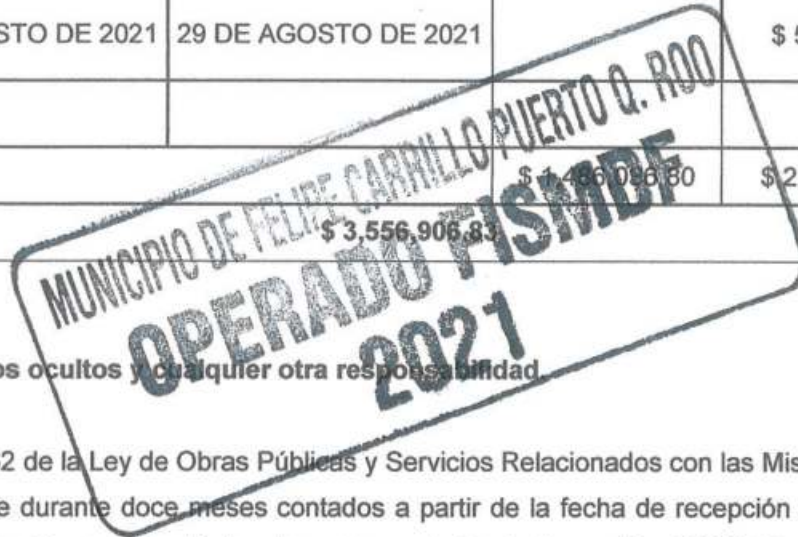 STO DE 2021 29 DE AGOSTO DE 2021 $
$ 1,486,086.80 $ 2
$ 3,556,906.83
MUNICIPIO DE FELIPE CARRILLO PUERTO Q. ROO
OPERADO FISMDF
2021
os ocultos y cualquier otra responsabilidad.
2 de la Ley de Obras Públicas y Servicios Relacionados con las Mis
e durante doce meses contados a partir de la fecha de recepción